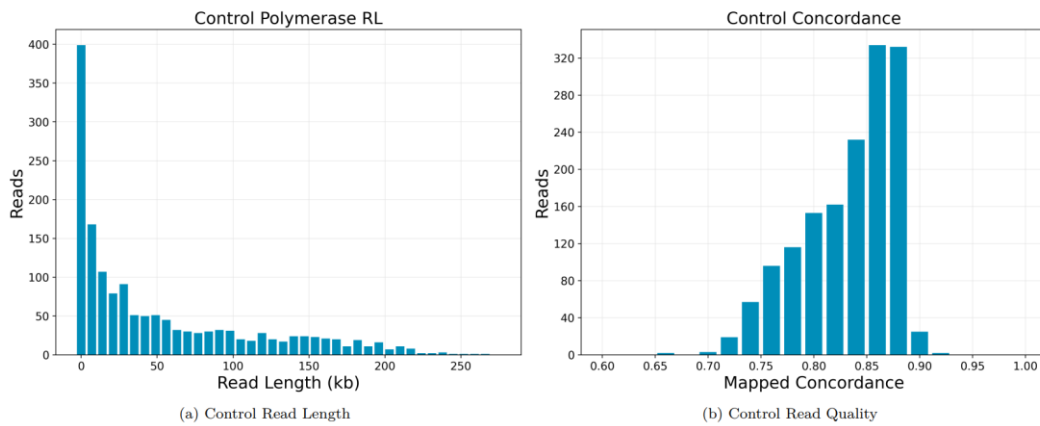 Control Polymerase RL
400
350
300
250
200
150
100
50
0
Reads
0 50 100 150 200 250
Read Length (kb)
(a) Control Read Length
Control Concordance
320
280
240
200
160
120
80
40
0
Reads
0.60 0.65 0.70 0.75 0.80 0.85 0.90 0.95 1.00
Mapped Concordance
(b) Control Read Quality